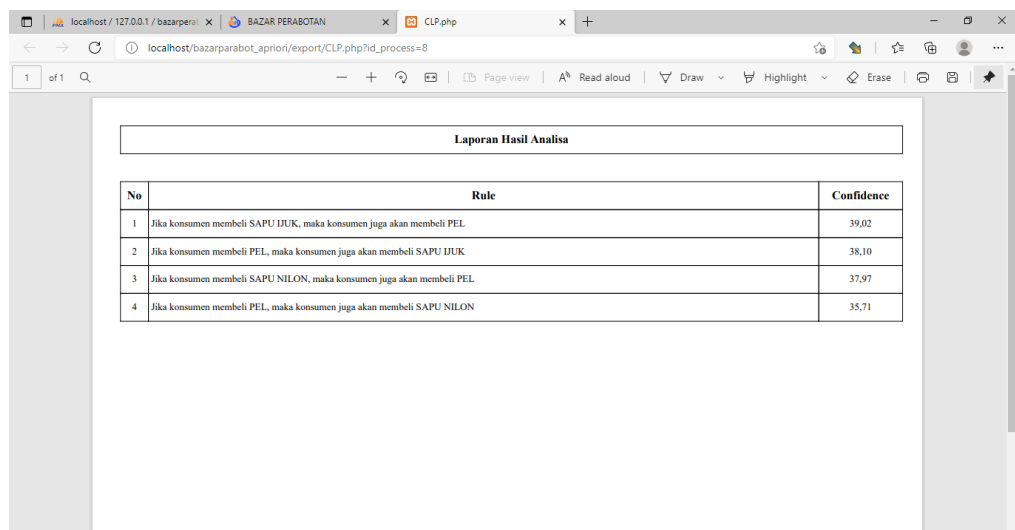 localhost / 127.0.0.1 / bazarperab
BAZAR PERABOTAN
CLP.php
localhost/bazarparabot_apriori/export/CLP.php?id_process=8
1 of 1 Page view Read aloud Draw Highlight Erase
Laporan Hasil Analisa
No Rule Confidence
1 Jika konsumen membeli SAPU IJUK, maka konsumen juga akan membeli PEL 39,02
2 Jika konsumen membeli PEL, maka konsumen juga akan membeli SAPU IJUK 38,10
3 Jika konsumen membeli SAPU NILON, maka konsumen juga akan membeli PEL 37,97
4 Jika konsumen membeli PEL, maka konsumen juga akan membeli SAPU NILON 35,71